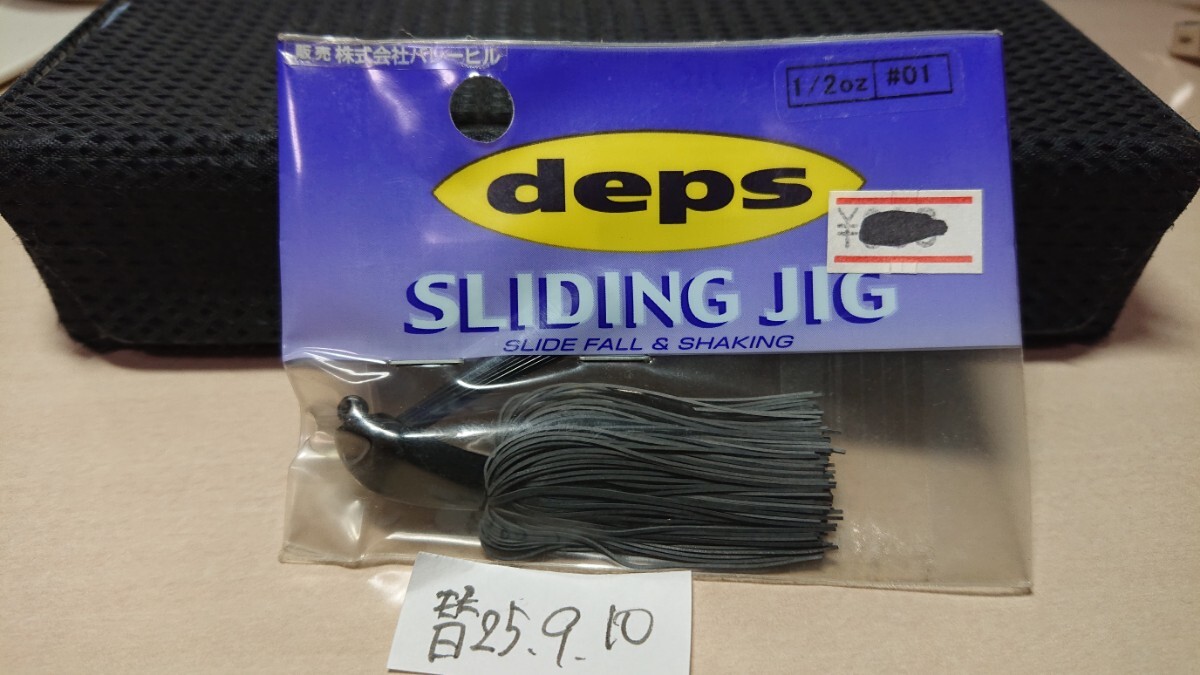 販売 株式会社バレーヒル
1/2oz #01
deps
¥
SLIDING JIG
SLIDE FALL & SHAKING
昔25.9.10